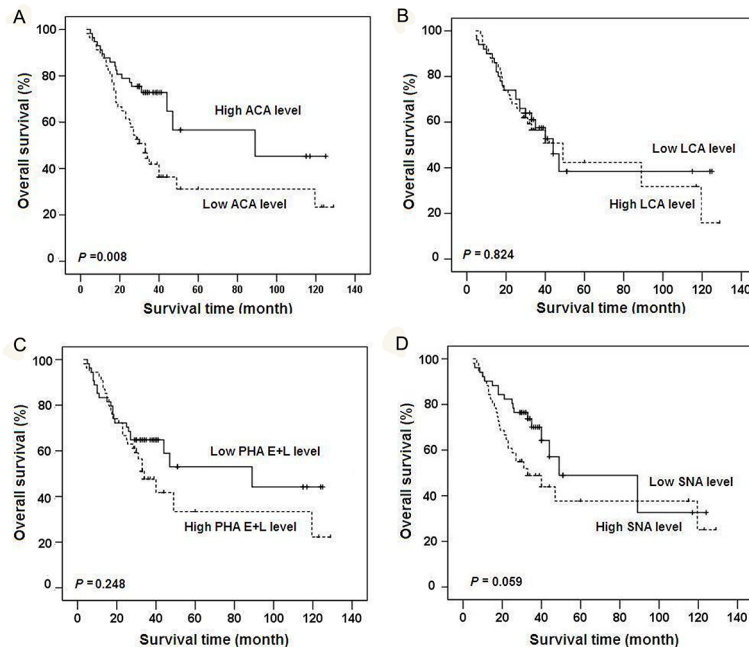 A
Overall survival (%)
100
80
60
40
20
0
High ACA level
Low ACA level
P =0.008
0 20 40 60 80 100 120 140
Survival time (month)
B
Overall survival (%)
100
80
60
40
20
0
Low LCA level
High LCA level
P = 0.824
0 20 40 60 80 100 120 140
Survival time (month)
C
Overall survival (%)
100
80
60
40
20
0
Low PHA E+L level
High PHA E+L level
P = 0.248
0 20 40 60 80 100 120 140
Survival time (month)
D
Overall survival (%)
100
80
60
40
20
0
Low SNA level
High SNA level
P = 0.059
0 20 40 60 80 100 120 140
Survival time (month)